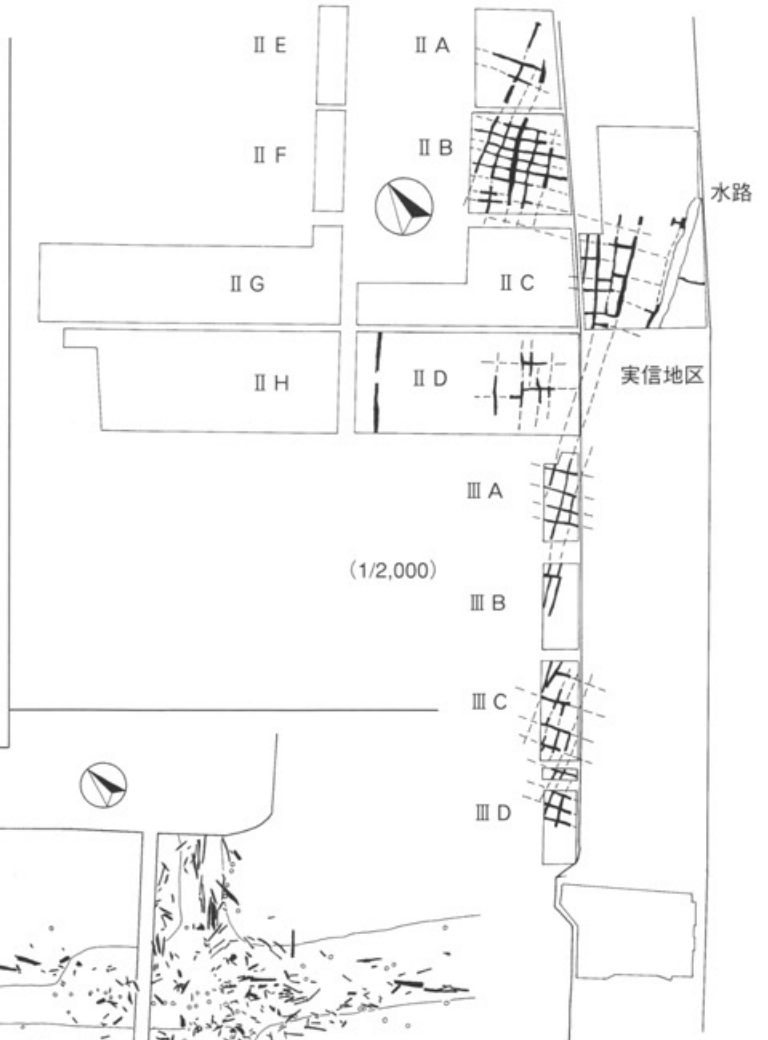 Ⅱ E
Ⅱ A
Ⅱ F
Ⅱ B
水路
Ⅱ G
Ⅱ C
Ⅱ H
Ⅱ D
実信地区
Ⅲ A
（1/2,000）
Ⅲ B
Ⅲ C
Ⅲ D